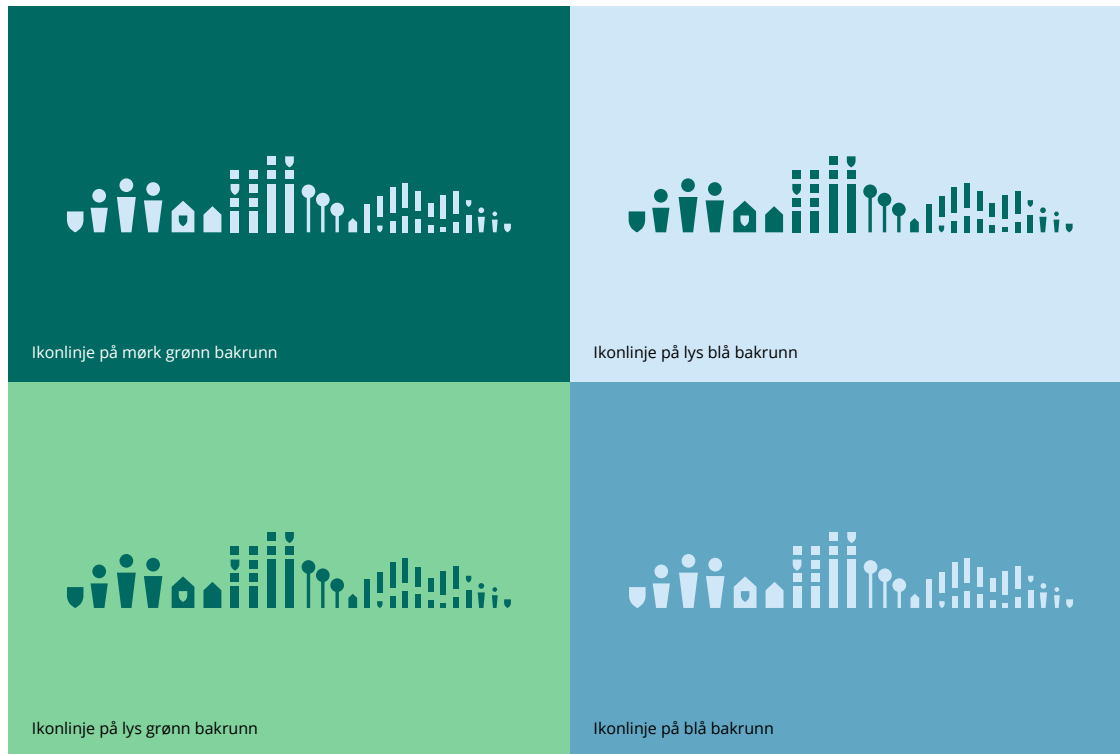 Ikonlinje på mørk grønn bakrunn
Ikonlinje på lys blå bakrunn
Ikonlinje på lys grønn bakrunn
Ikonlinje på blå bakrunn